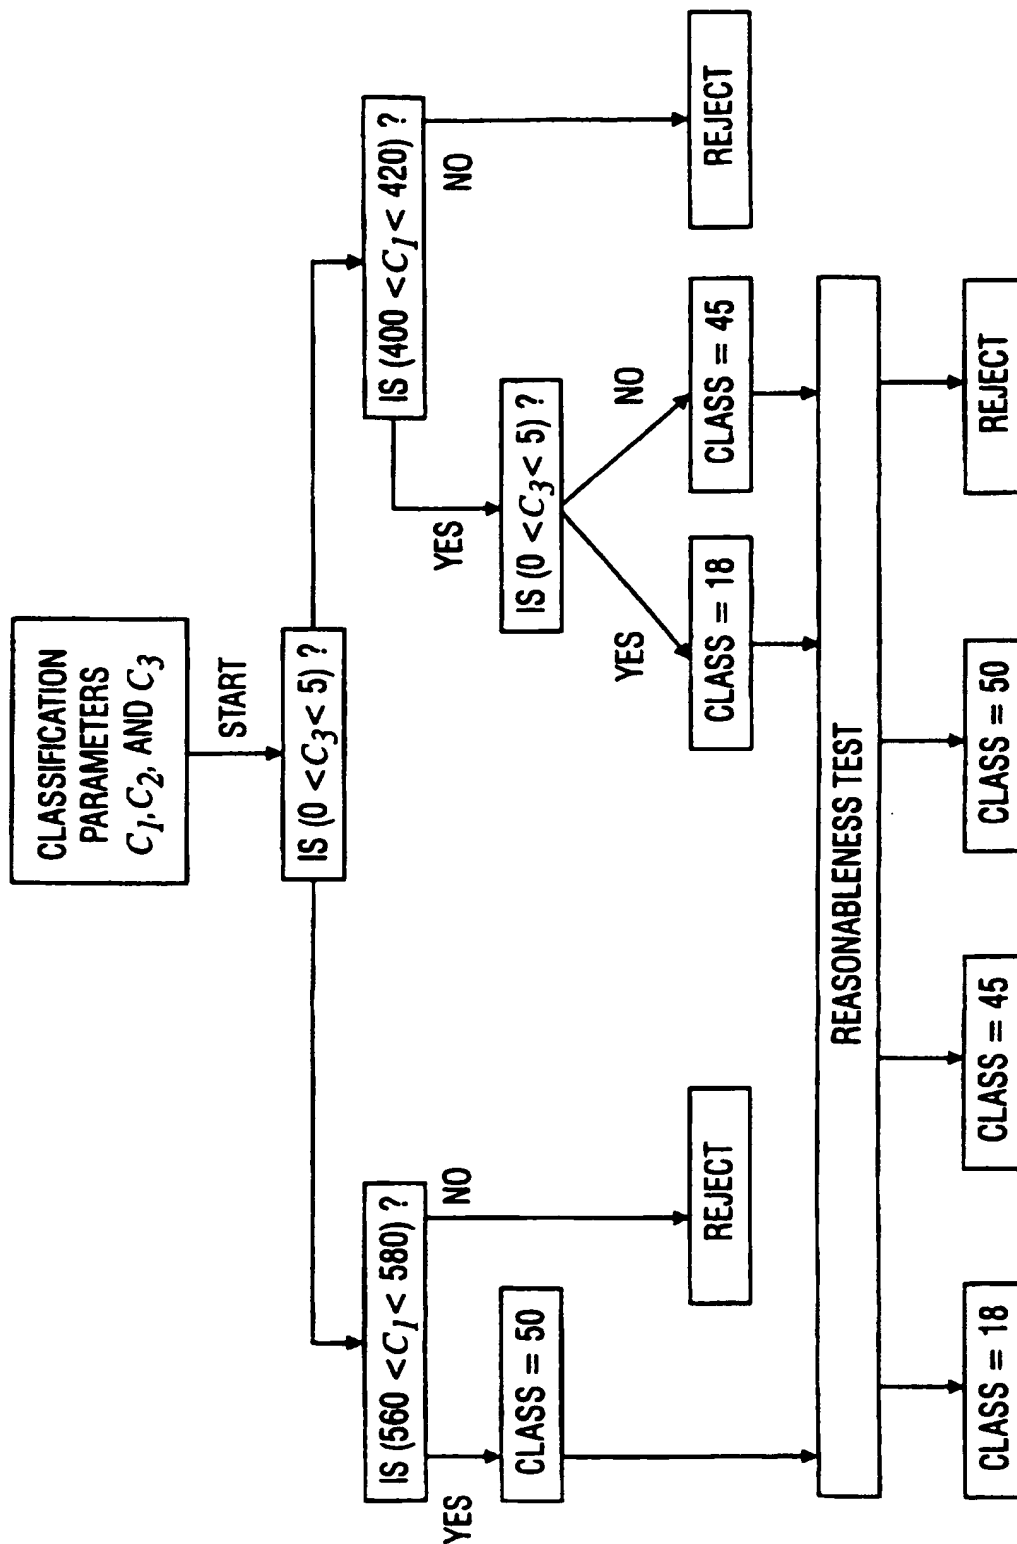 CLASSIFICATION
PARAMETERS
C1, C2, AND C3
START
IS (0 < C3 < 5) ?
IS (560 < C1 < 580) ?
IS (400 < C1 < 420) ?
YES
NO
YES
NO
CLASS = 50
IS (0 < C3 < 5) ?
YES
NO
REJECT
CLASS = 18
CLASS = 45
REJECT
REASONABLENESS TEST
CLASS = 18
CLASS = 45
CLASS = 50
REJECT